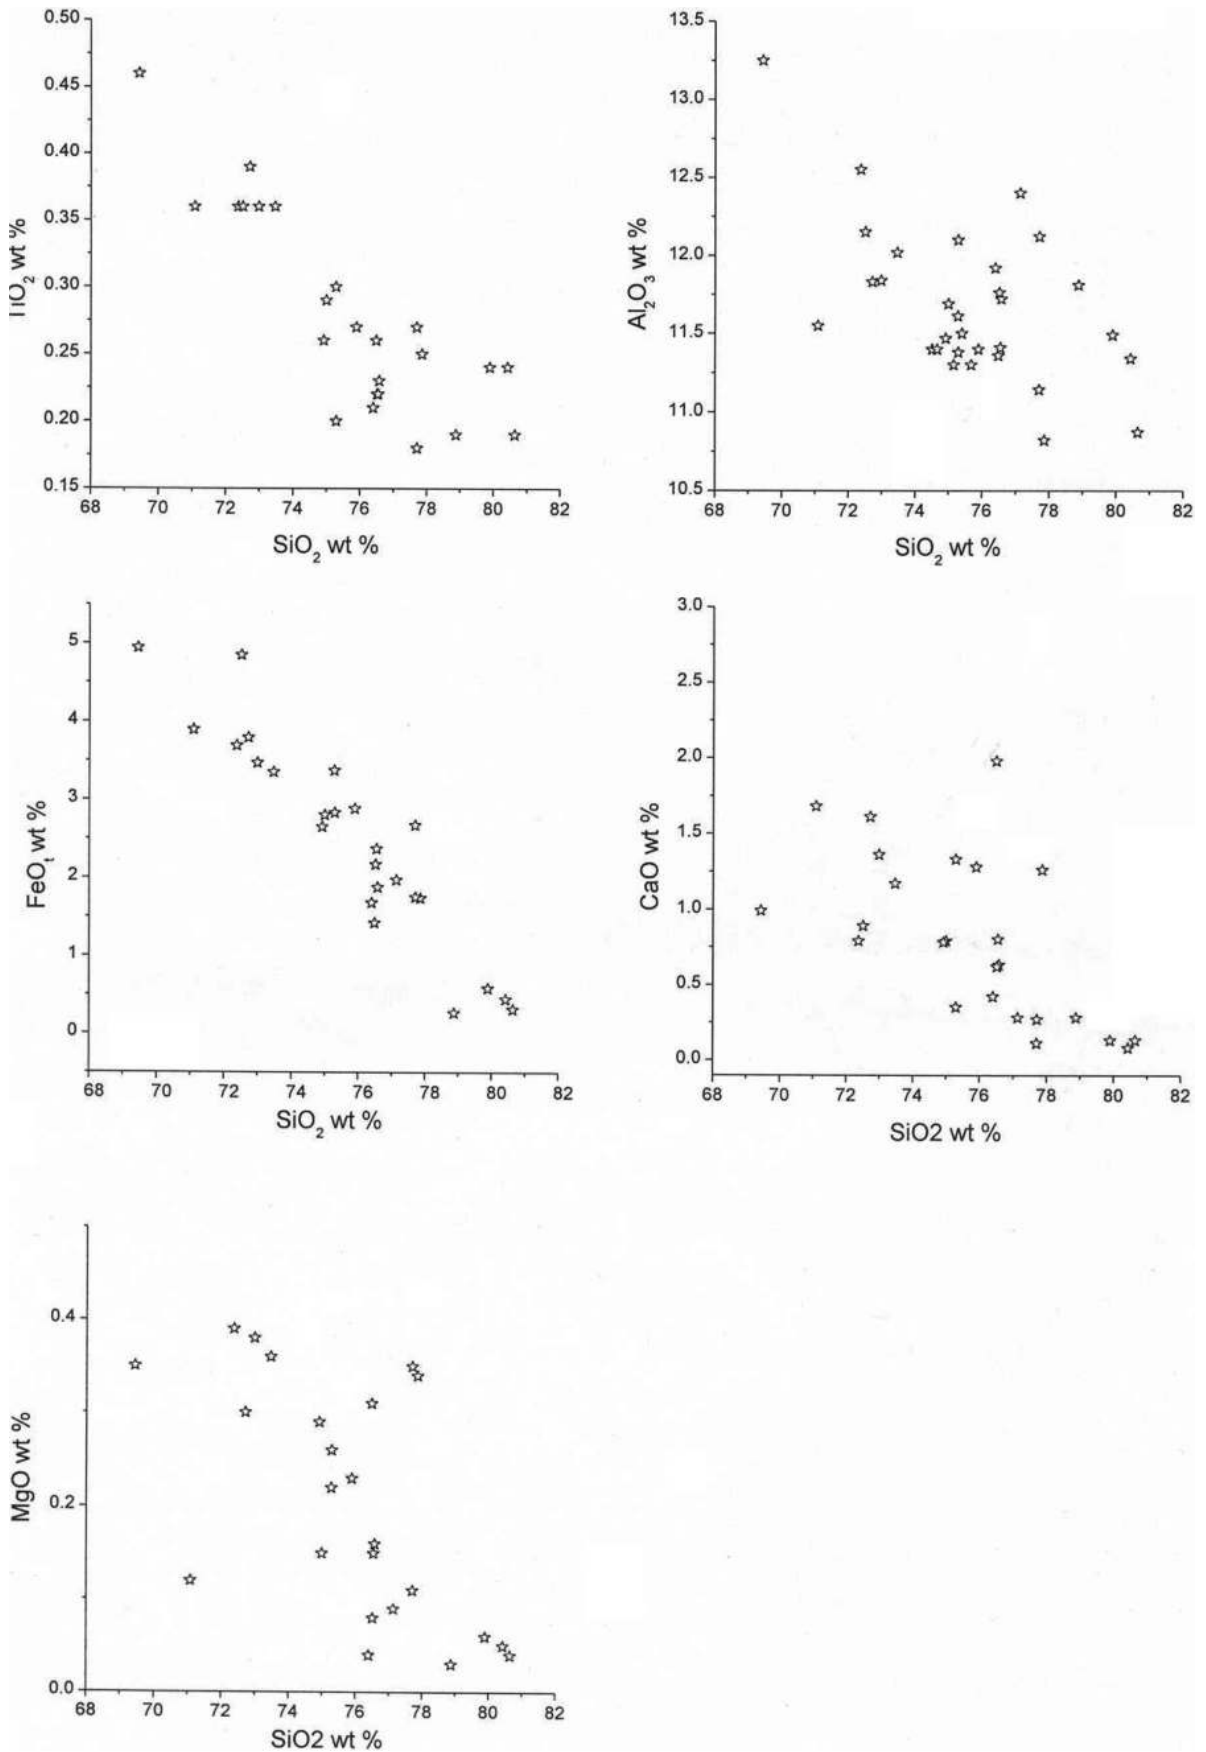 0.50
0.45
0.40
0.35
0.30
0.25
0.20
0.15
TiO2 wt %
68 70 72 74 76 78 80 82
SiO2 wt %
13.5
13.0
12.5
12.0
11.5
11.0
10.5
Al2O3 wt %
68 70 72 74 76 78 80 82
SiO2 wt %
5
4
3
2
1
0
FeOt wt %
68 70 72 74 76 78 80 82
SiO2 wt %
3.0
2.5
2.0
1.5
1.0
0.5
0.0
CaO wt %
68 70 72 74 76 78 80 82
SiO2 wt %
0.4
0.2
0.0
MgO wt %
68 70 72 74 76 78 80 82
SiO2 wt %